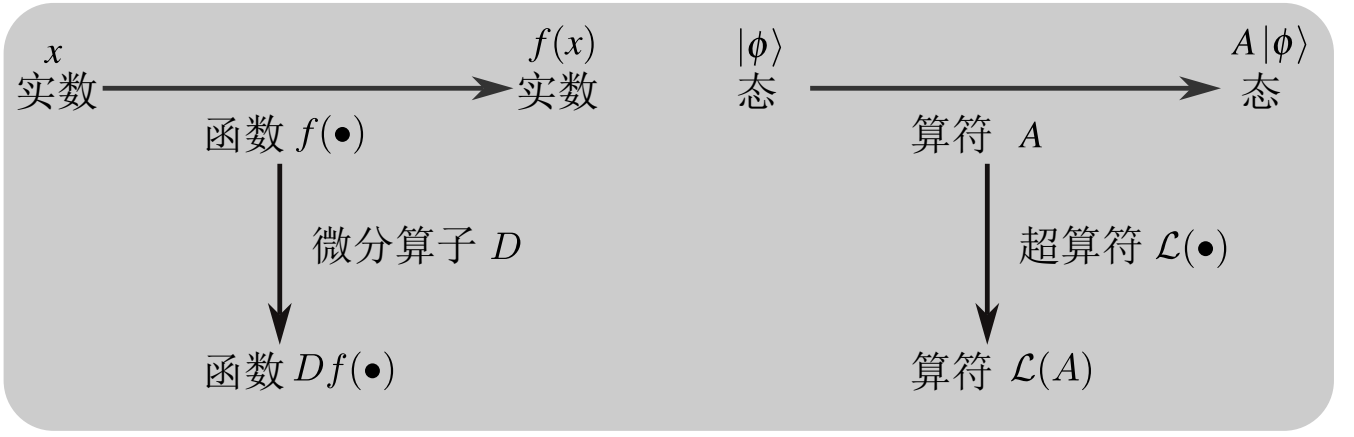 x
实数
f(x)
实数
函数 f(•)
微分算子 D
函数 Df(•)
|ϕ⟩
态
A|ϕ⟩
态
算符 A
超算符 ℒ(•)
算符 ℒ(A)